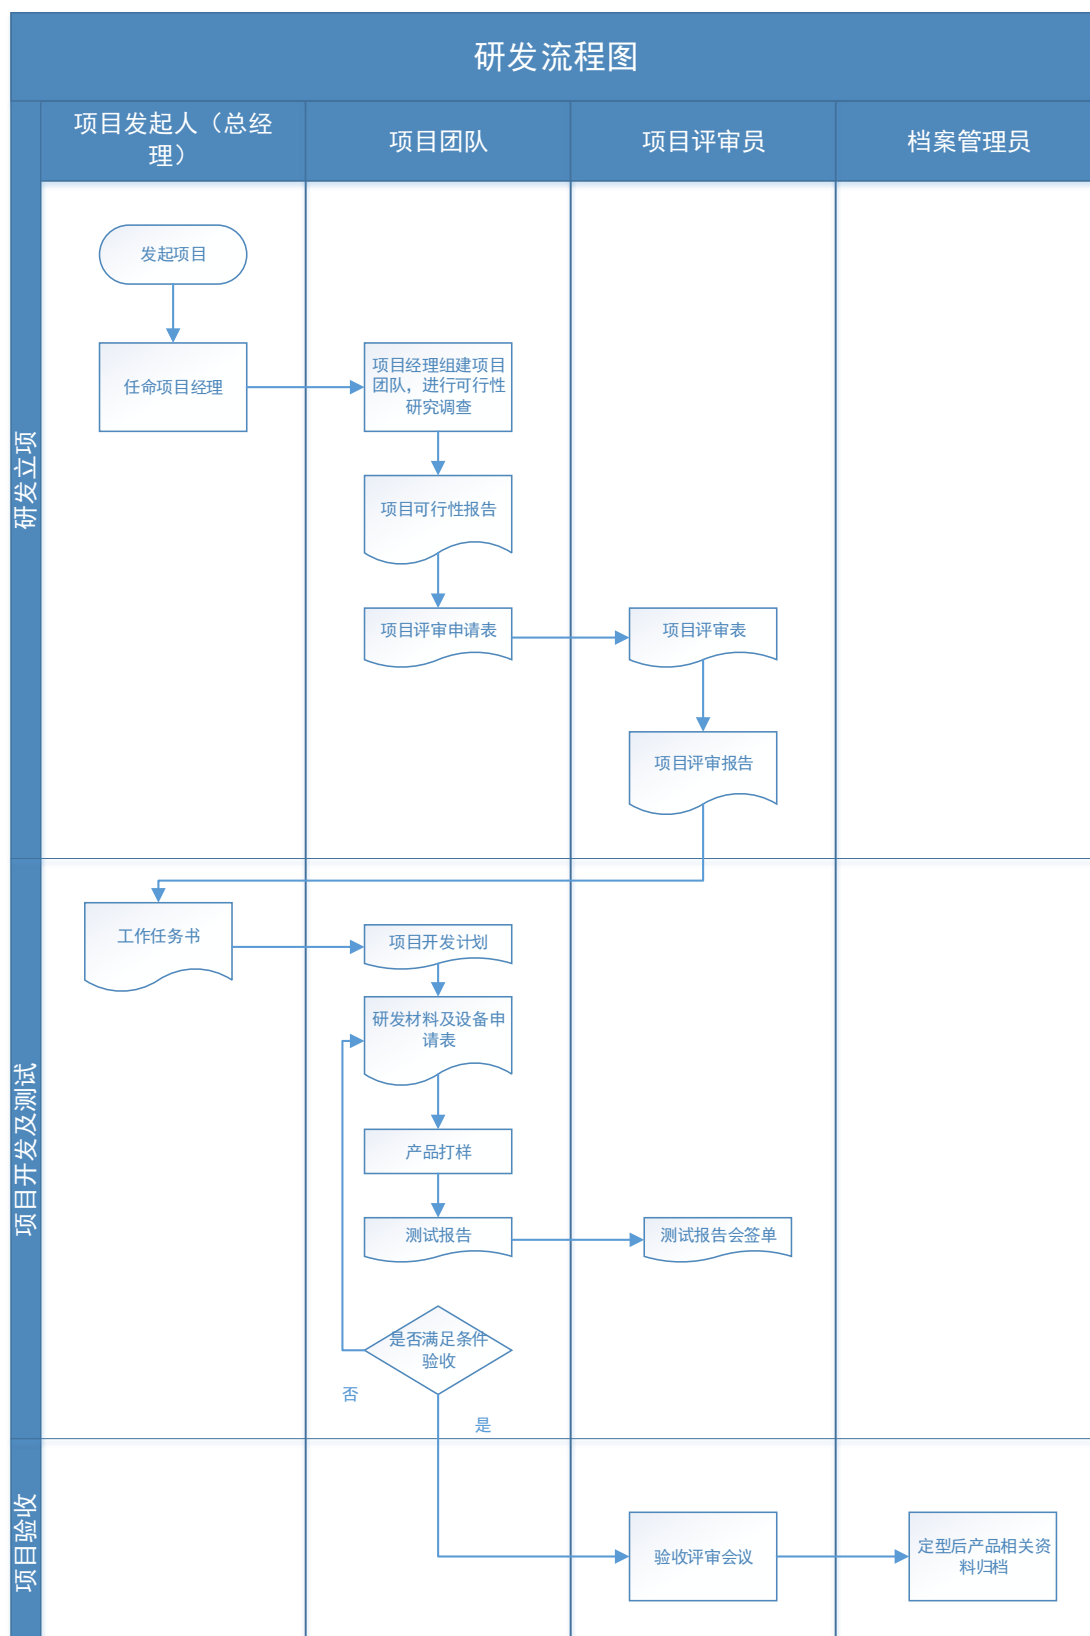 研发流程图
项目发起人（总经
理）
项目团队
项目评审员
档案管理员
研发立项
发起项目
任命项目经理
项目经理组建项目
团队，进行可行性
研究调查
项目可行性报告
项目评审申请表
项目评审表
项目评审报告
项目开发及测试
工作任务书
项目开发计划
研发材料及设备申
请表
产品打样
测试报告
测试报告会签单
是否满足条件
验收
否
是
项目验收
验收评审会议
定型后产品相关资
料归档